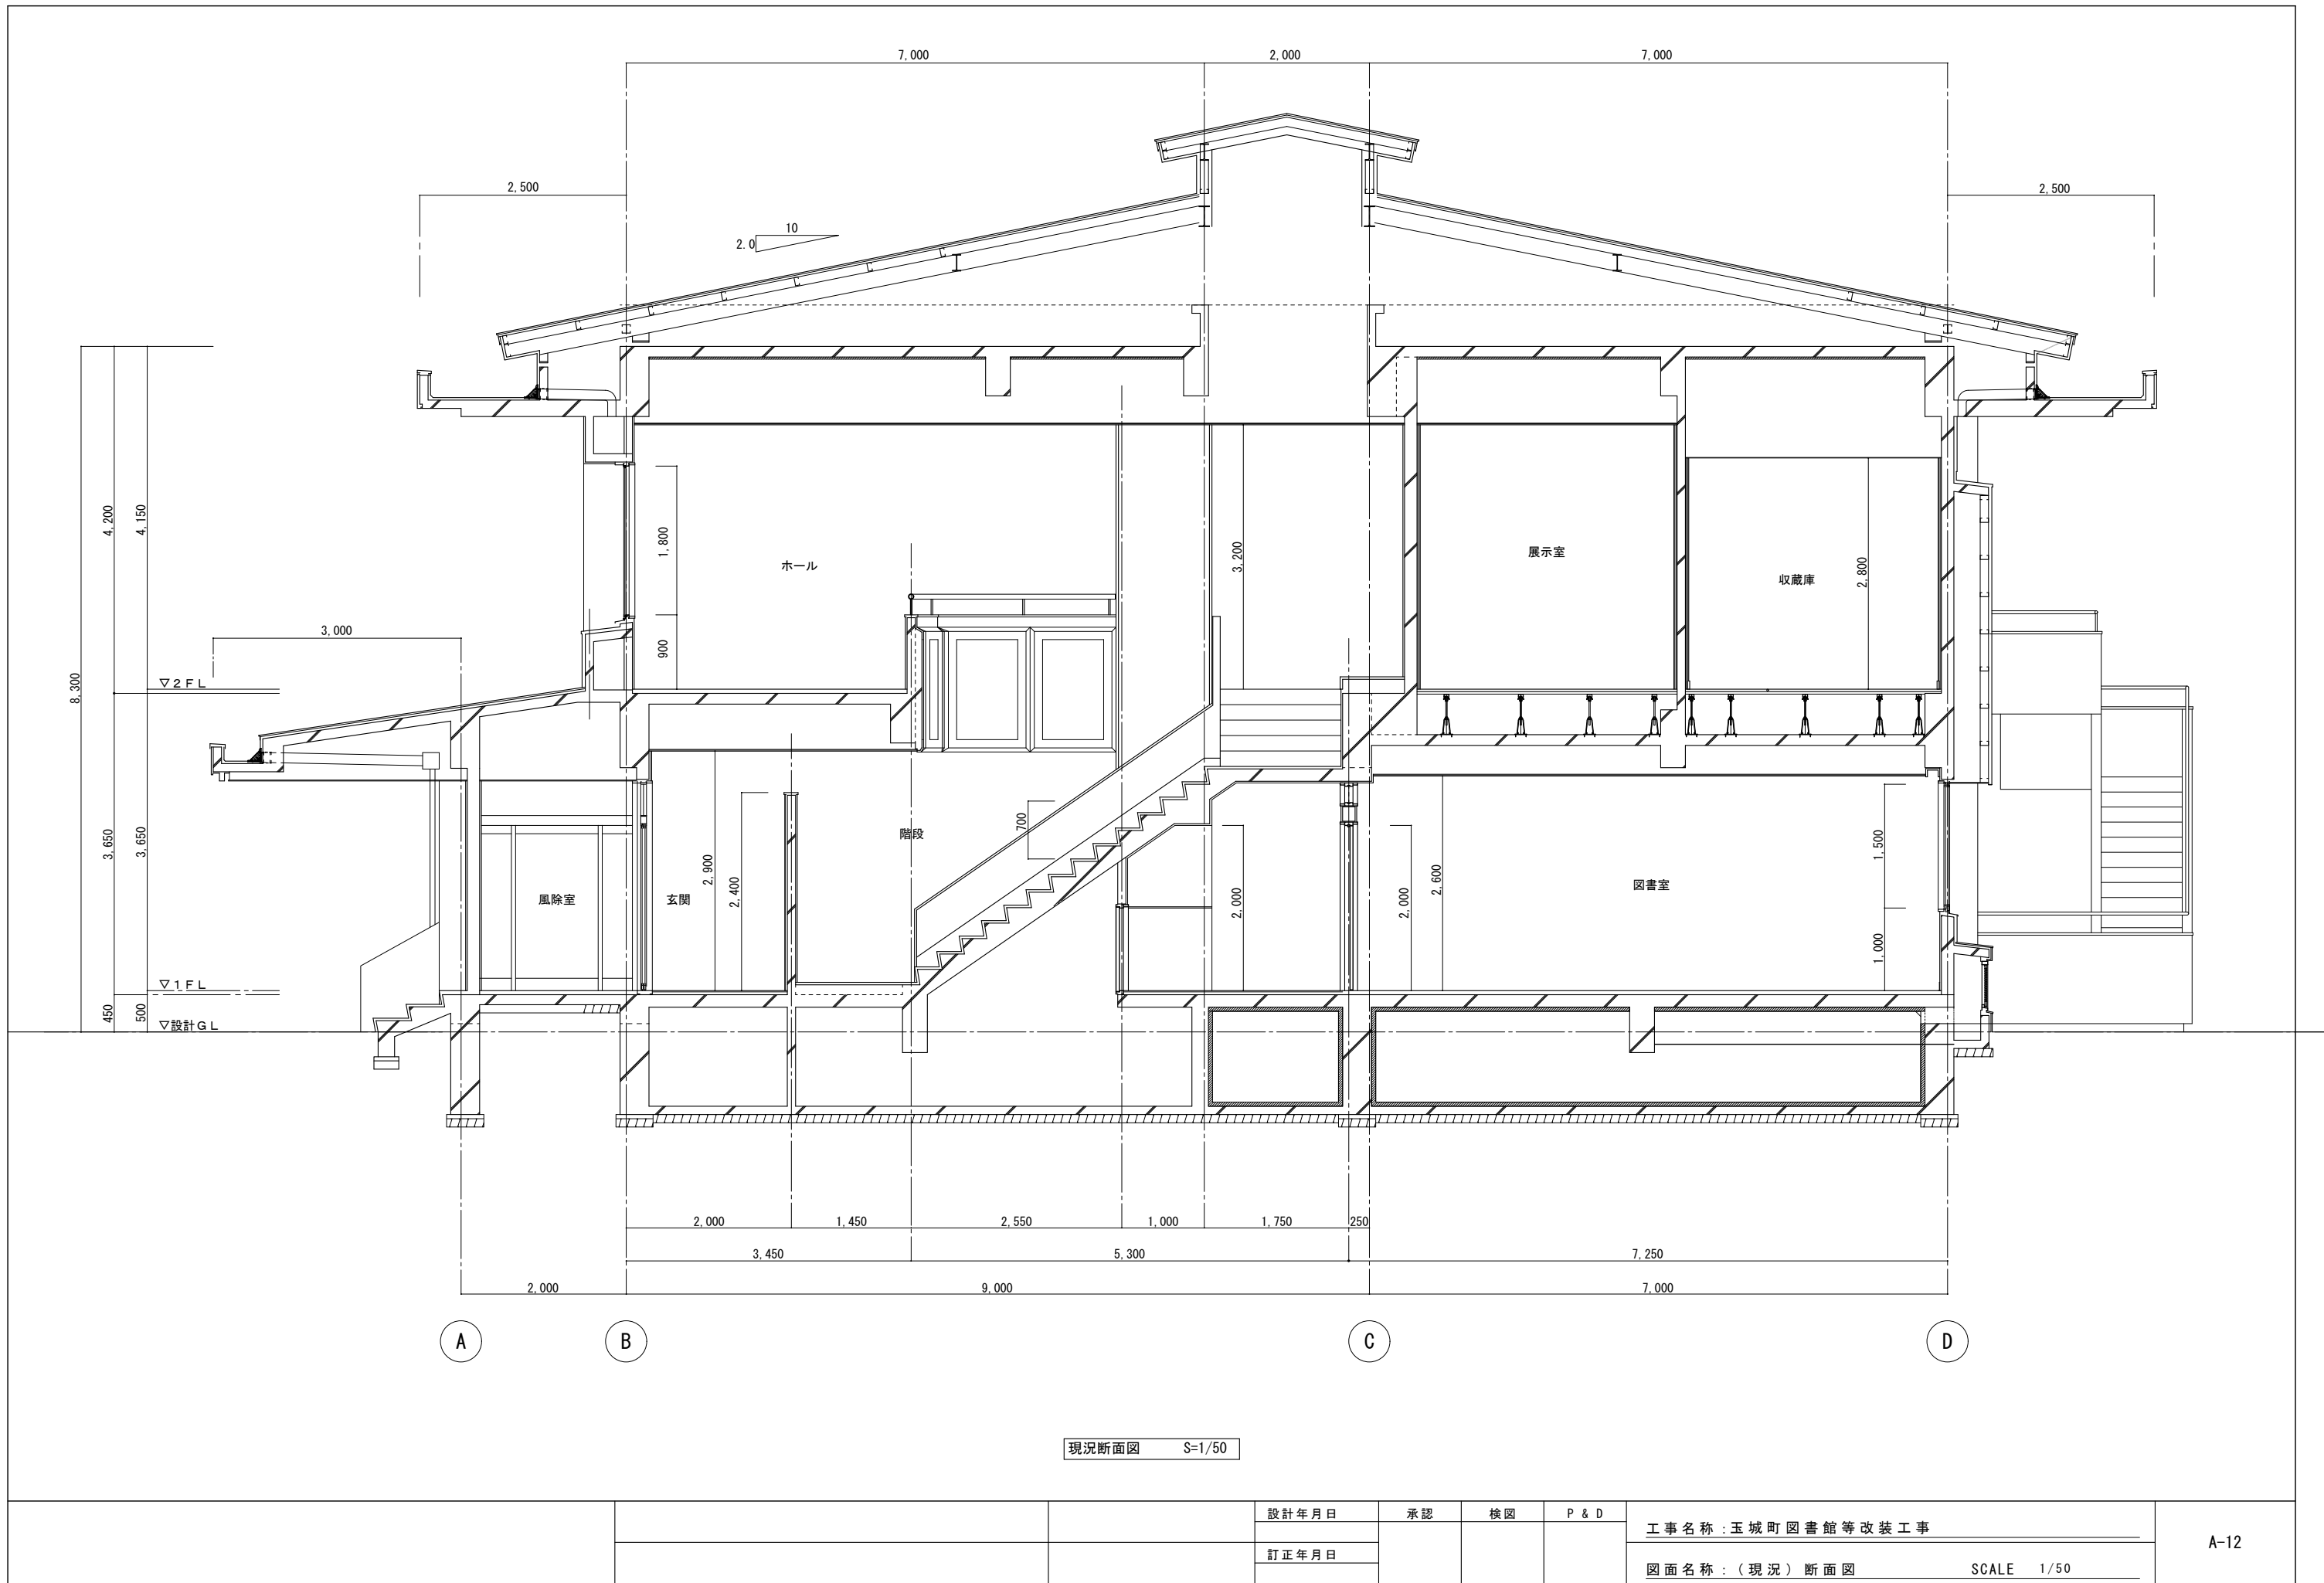 7,000 2,000 7,000
2,500 2,500
10
2.0
4,200 4,150 1,800 ホール 3,200 展示室 収蔵庫 2,800
3,000 900
8,300
▽2FL
3,650 3,650 2,900 2,400 階段 700 2,000 2,000 2,600 図書室 1,500
風除室 玄関 1,000
▽1FL
450 500
▽設計GL
2,000 1,450 2,550 1,000 1,750 250
3,450 5,300 7,250
2,000 9,000 7,000
A B C D
現況断面図 S=1/50
設計年月日 承認 検図 P & D
工事名称:玉城町図書館等改装工事
A-12
訂正年月日
図面名称:(現況)断面図 SCALE 1/50